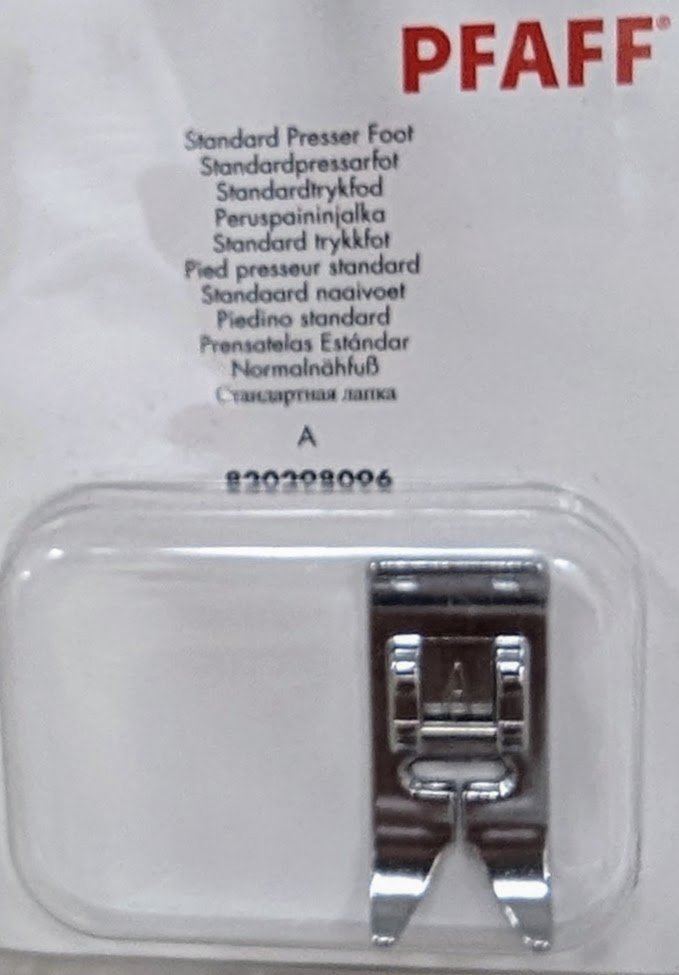 PFAFF®
Standard Presser Foot
Standardpressarfot
Standardtrykfod
Peruspaininjalka
Standard trykkfot
Pied presseur standard
Standaard naaivoet
Piedino standard
Prensatelas Estándar
Normalnähfuß
Стандартная лапка
A
820298096
A